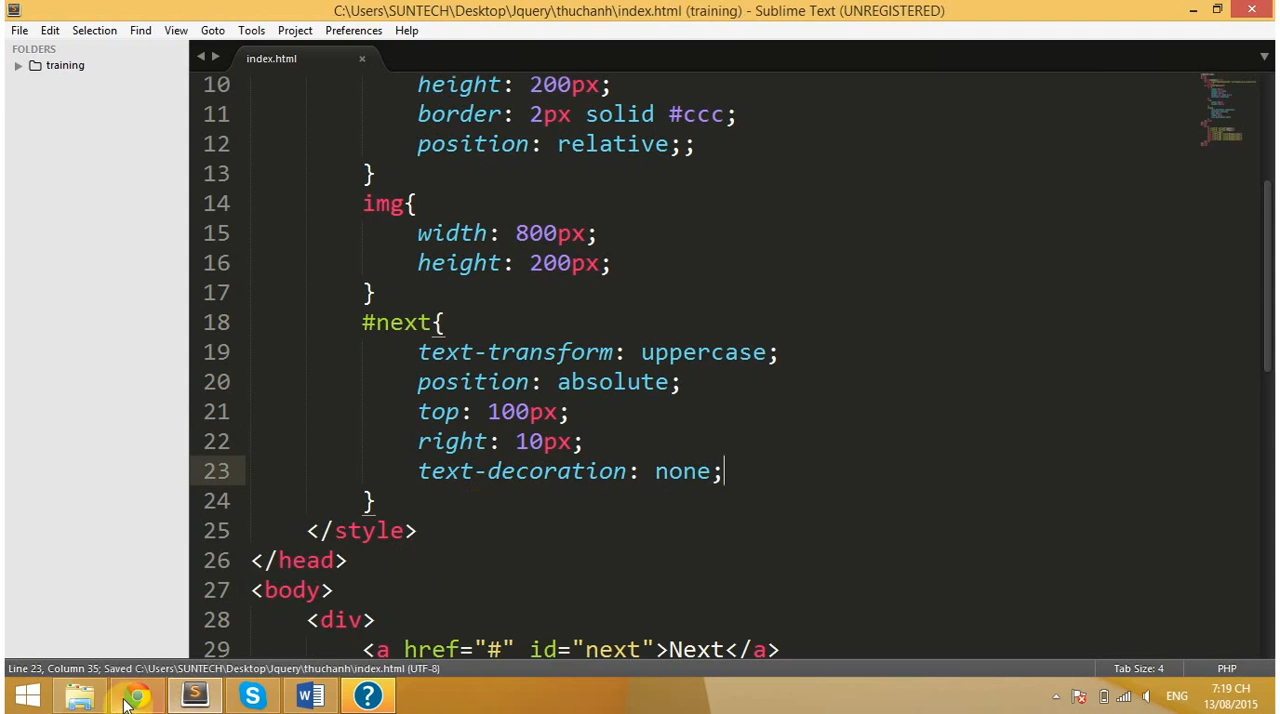 C:\Users\SUNTECH\Desktop\Jquery\thuchanh\index.html (training) - Sublime Text (UNREGISTERED)
File Edit Selection Find View Goto Tools Project Preferences Help
FOLDERS
training
index.html
10 height: 200px;
11 border: 2px solid #ccc;
12 position: relative;;
13 }
14 img{
15 width: 800px;
16 height: 200px;
17 }
18 #next{
19 text-transform: uppercase;
20 position: absolute;
21 top: 100px;
22 right: 10px;
23 text-decoration: none;
24 }
25 </style>
26 </head>
27 <body>
28 <div>
29 <a href="#" id="next">Next</a>
Line 23, Column 35; Saved C:\Users\SUNTECH\Desktop\Jquery\thuchanh\index.html (UTF-8) Tab Size: 4 PHP
ENG
7:19 CH
13/08/2015